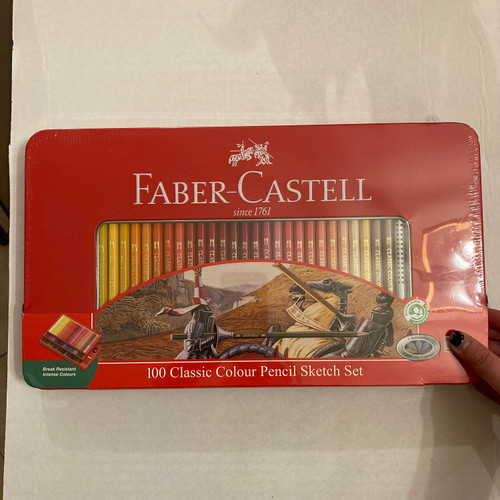 FABER-CASTELL
since 1761
Break Resistant
Intense Colours
100 Classic Colour Pencil Sketch Set